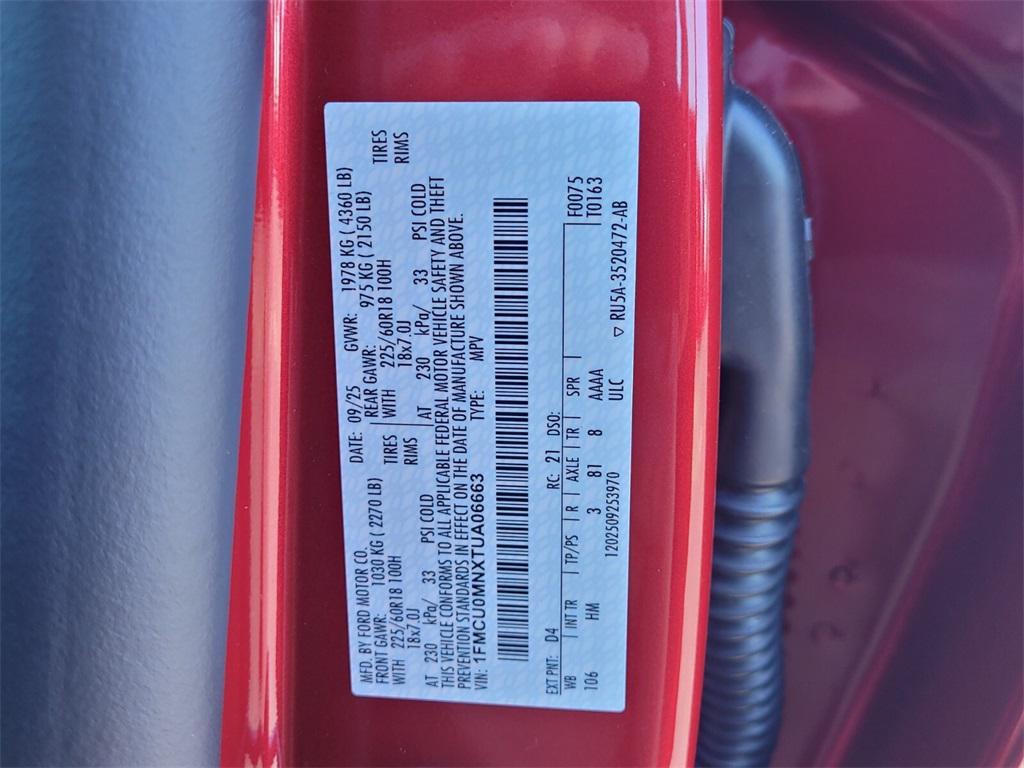 MFD. BY FORD MOTOR CO. DATE: 09/25 GVWR: 1978 KG ( 4360 LB)
FRONT GAWR: 1030 KG ( 2270 LB) REAR GAWR: 975 KG ( 2150 LB)
WITH 225/60R18 100H TIRES WITH 225/60R18 100H TIRES
18x7.0J RIMS 18x7.0J RIMS
AT 230 kPa/ 33 PSI COLD AT 230 kPa/ 33 PSI COLD
THIS VEHICLE CONFORMS TO ALL APPLICABLE FEDERAL MOTOR VEHICLE SAFETY AND THEFT
PREVENTION STANDARDS IN EFFECT ON THE DATE OF MANUFACTURE SHOWN ABOVE.
VIN: 1FMCU0MNXTUA06663 TYPE: MPV
EXT PNT: D4 RC: 21 DSO: F0075
WB INT TR TP/PS R AXLE TR SPR T0163
106 HM 3 81 8 AAAA
120250925397​0 ULC ▽ RU5A-3520472-AB